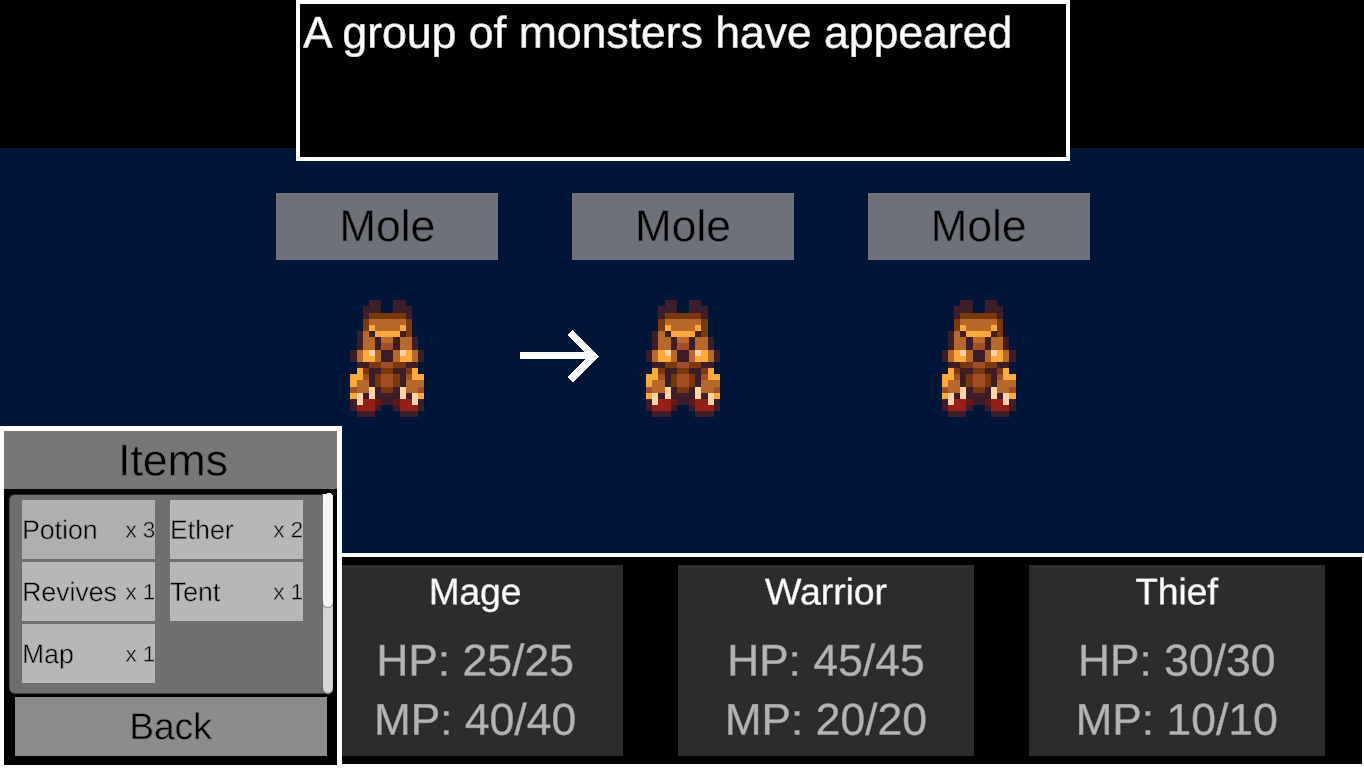 A group of monsters have appeared
Mole Mole Mole
Items
Potion x 3 Ether x 2
Revives x 1 Tent x 1
Map x 1
Back
Mage Warrior Thief
HP: 25/25 HP: 45/45 HP: 30/30
MP: 40/40 MP: 20/20 MP: 10/10